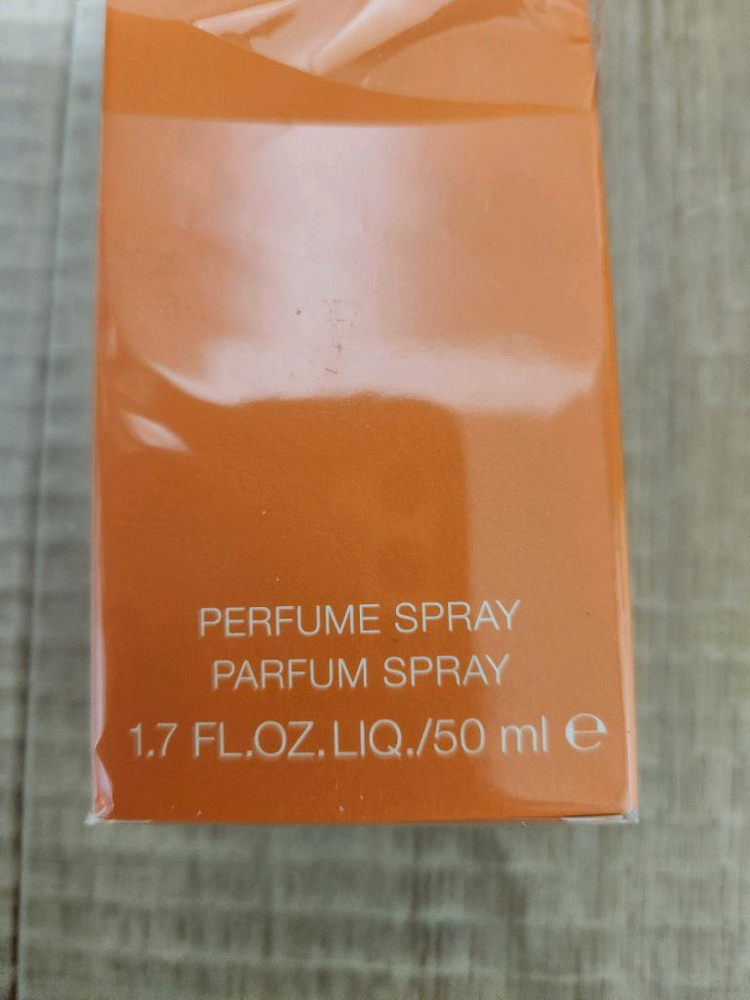 PERFUME SPRAY
PARFUM SPRAY
1.7 FL.OZ.LIQ./50 ml ℮